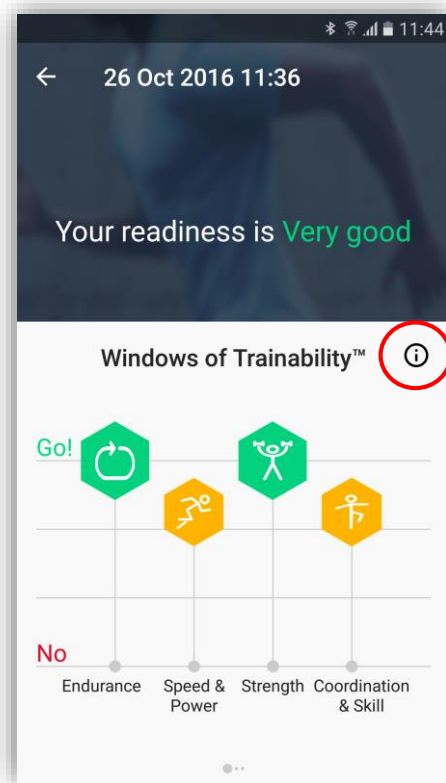 11:44
26 Oct 2016 11:36
Your readiness is Very good
Windows of Trainability™
Go!
No
Endurance
Speed &
Power
Strength
Coordination
& Skill